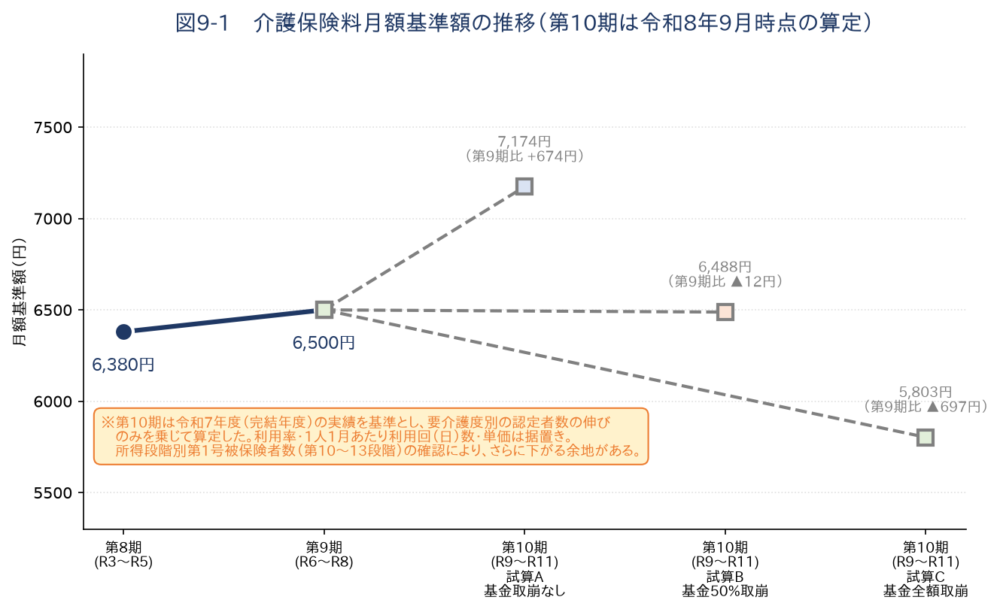 図9-1　介護保険料月額基準額の推移（第10期は令和8年9月時点の算定）
月額基準額（円）
7500
7000
6500
6000
5500
7,174円
（第9期比 +674円）
6,488円
（第9期比 ▲12円）
6,500円
6,380円
5,803円
（第9期比 ▲697円）
※第10期は令和7年度（完結年度）の実績を基準とし、要介護度別の認定者数の伸び
のみを乗じて算定した。利用率・1人1月あたり利用回（日）数・単価は据置き。
所得段階別第1号被保険者数（第10～13段階）の確認により、さらに下がる余地がある。
第8期
(R3～R5)
第9期
(R6～R8)
第10期
(R9～R11)
試算A
基金取崩なし
第10期
(R9～R11)
試算B
基金50%取崩
第10期
(R9～R11)
試算C
基金全額取崩